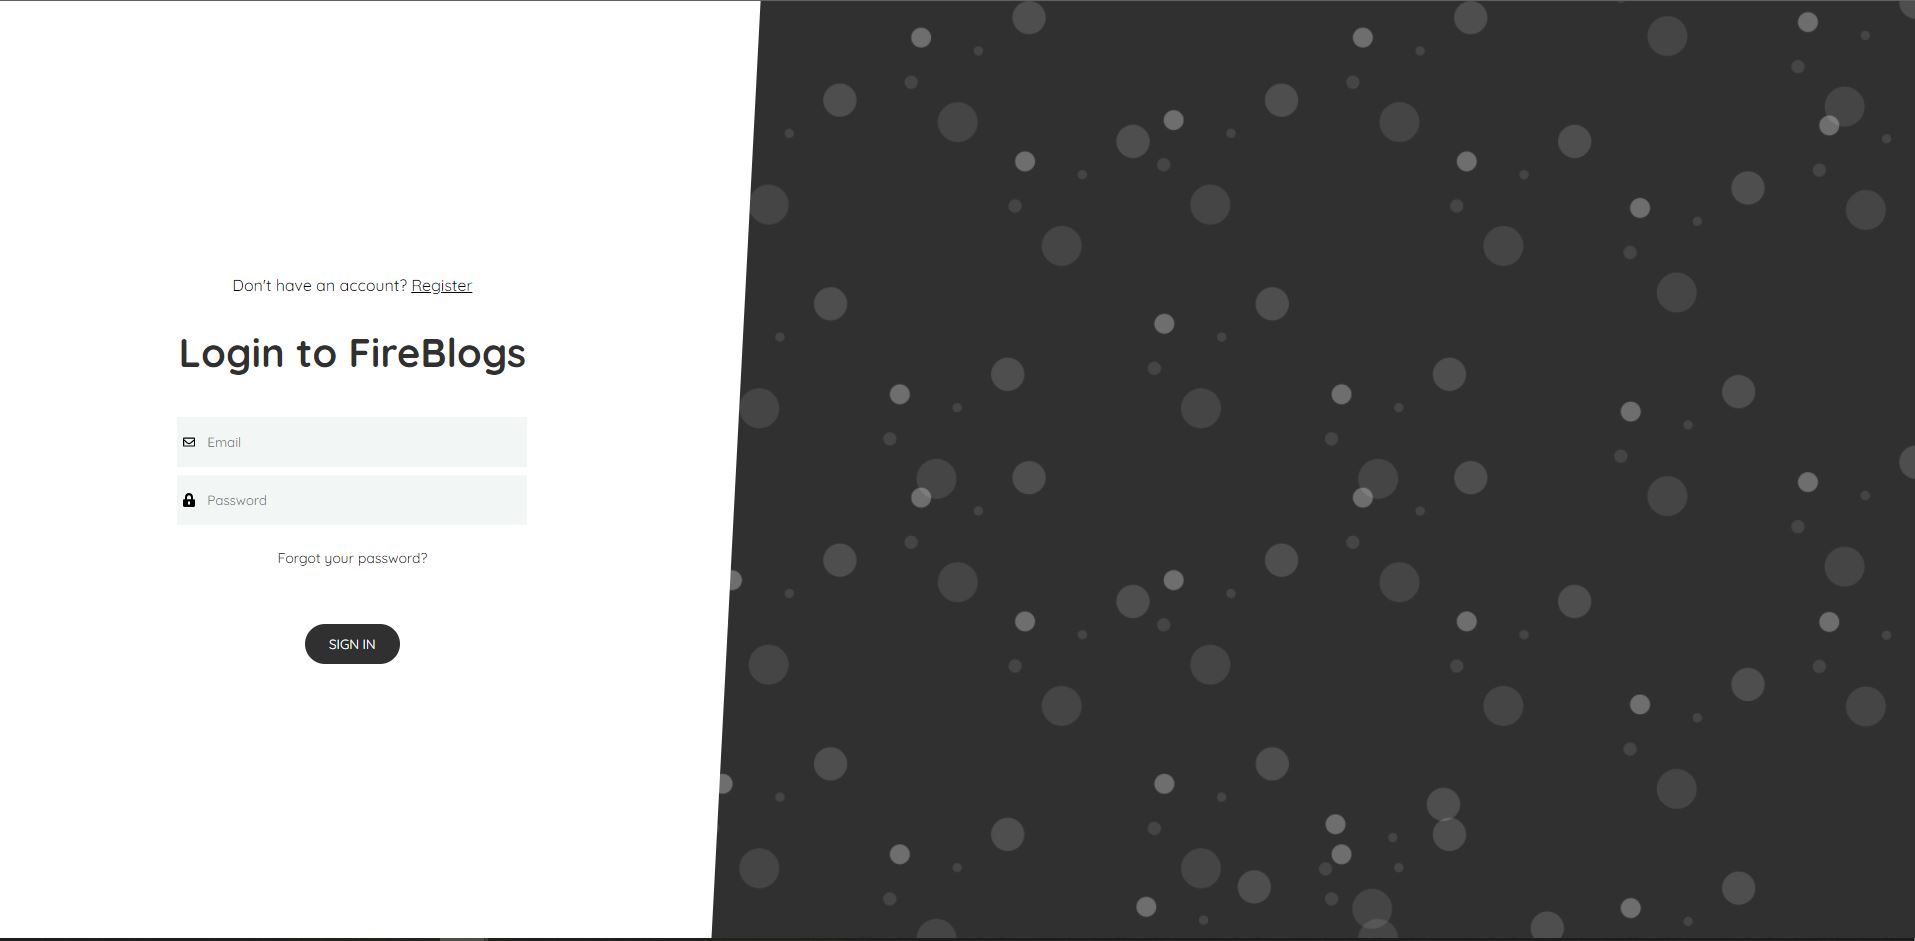 Don't have an account? Register
Login to FireBlogs
Email
Password
Forgot your password?
SIGN IN